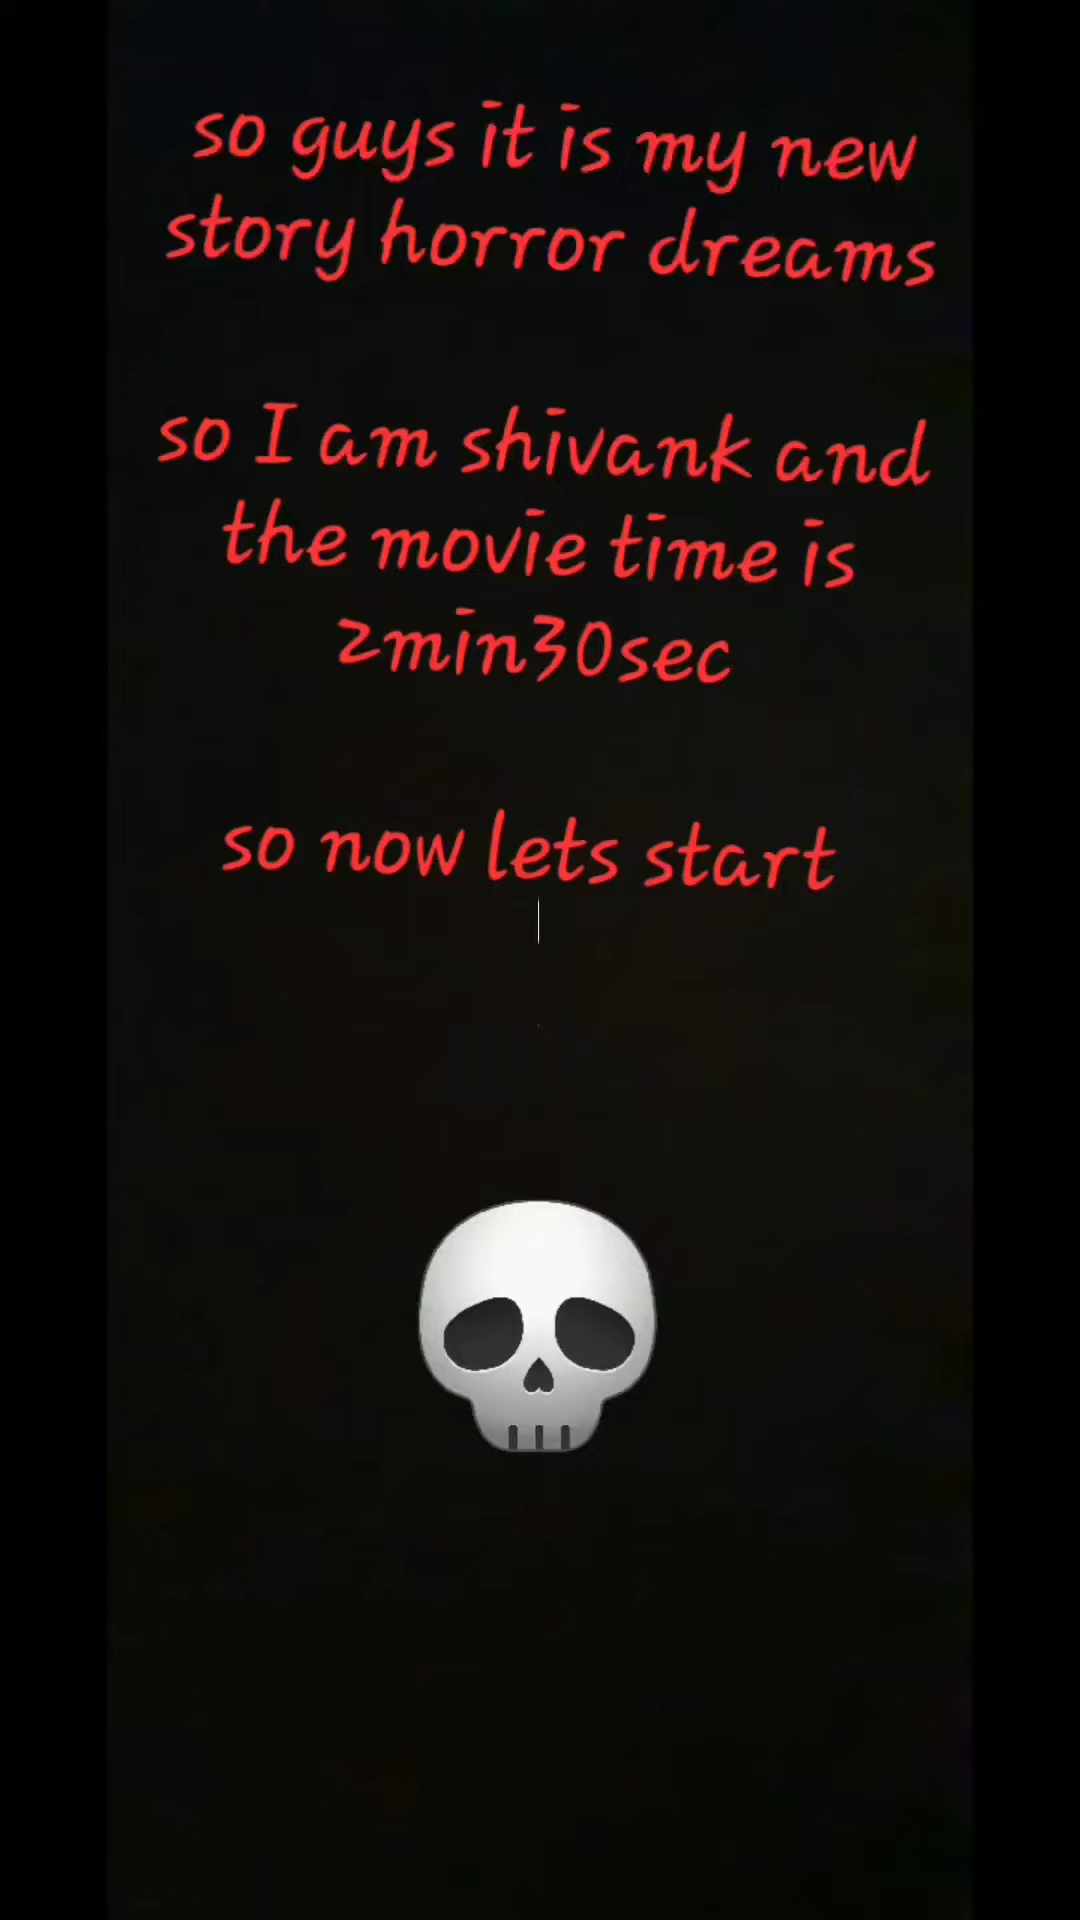 so guys it is my new
story horror dreams
so I am shivank and
the movie time is
2min30sec
so now lets start